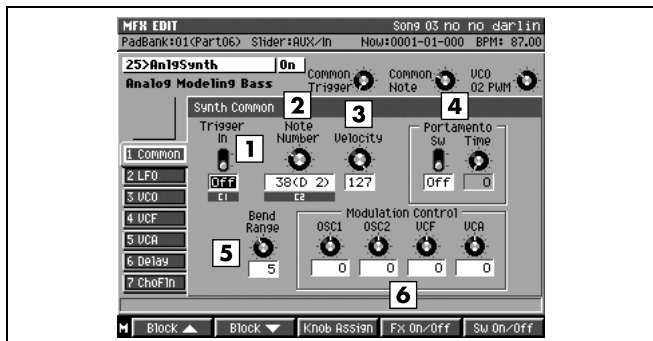 MFX EDIT Song 03 no no darlin
PadBank:01(Part06) Slider:AUX/In Now:0001-01-000 BPM: 87.00
25>AnlgSynth On
Analog Modeling Bass
Common Trigger
Common Note
VCO 02 PWM
2 3 4
Synth Common
Trigger In
1
Off
C1
Note Number
38(D 2)
C2
Velocity
127
Portamento
SW Time
Off 0
1 Common
2 LFO
3 VCO
4 VCF
5 VCA
6 Delay
7 ChoFln
Bend Range
5
5
Modulation Control
OSC1 OSC2 VCF VCA
0 0 0 0
6
M Block ▲ Block ▼ Knob Assign Fx On/Off Sw On/Off